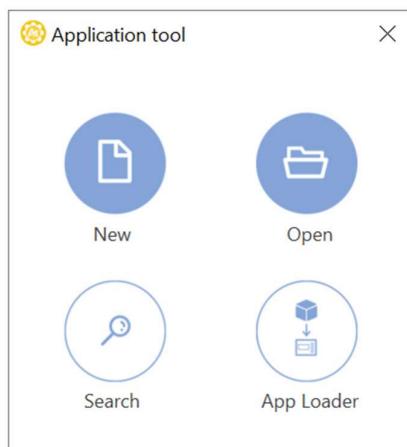 Application tool
New
Open
Search
App Loader